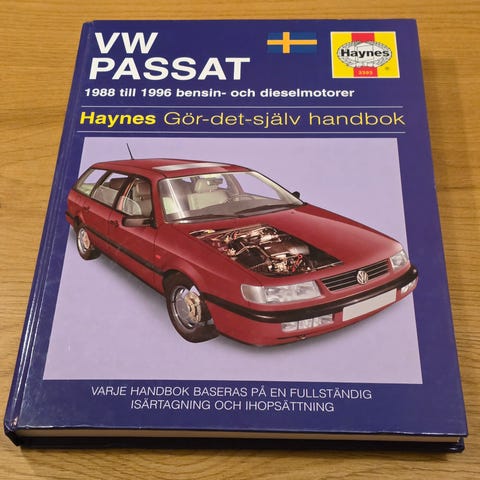 VW
PASSAT
1988 till 1996 bensin- och dieselmotorer
Haynes
Haynes Gör-det-själv handbok
VARJE HANDBOK BASERAS PÅ EN FULLSTÄNDIG
ISÄRTAGNING OCH IHOPSÄTTNING